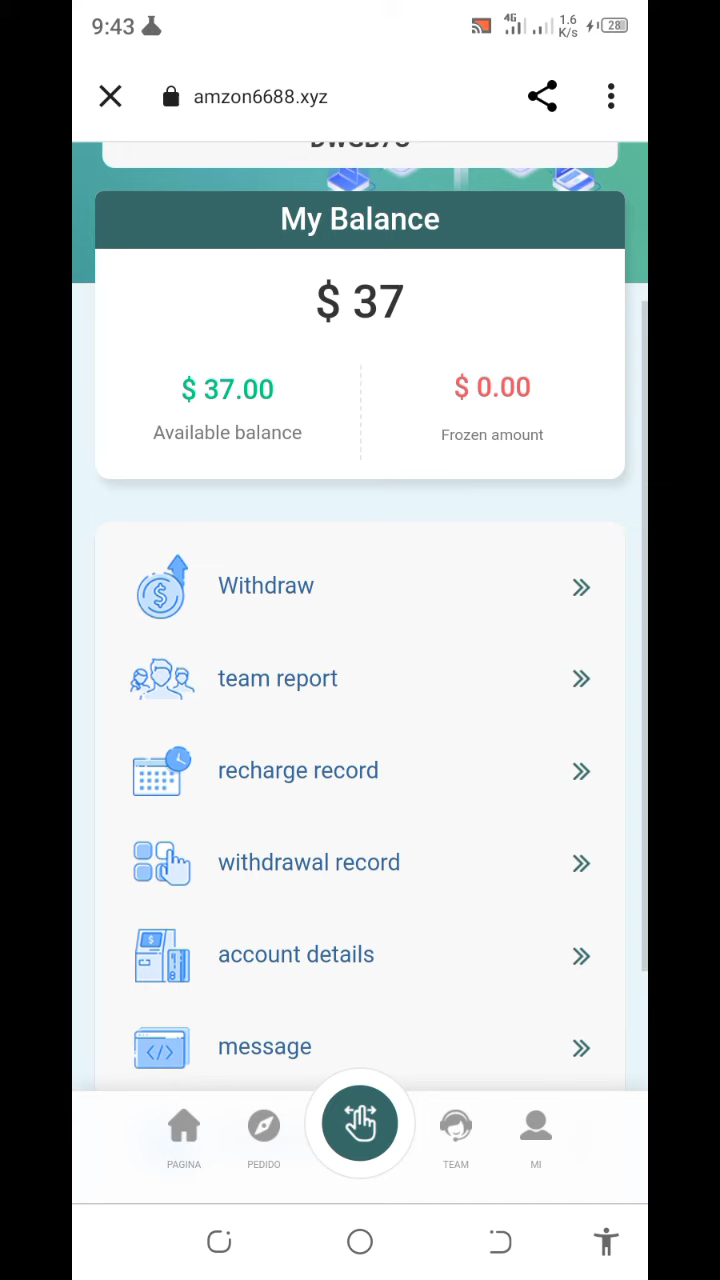 9:43
4G
1.6
K/s
28
amzon6688.xyz
My Balance
$ 37
$ 37.00
$ 0.00
Available balance
Frozen amount
Withdraw
team report
recharge record
withdrawal record
account details
message
PAGINA
PEDIDO
TEAM
MI